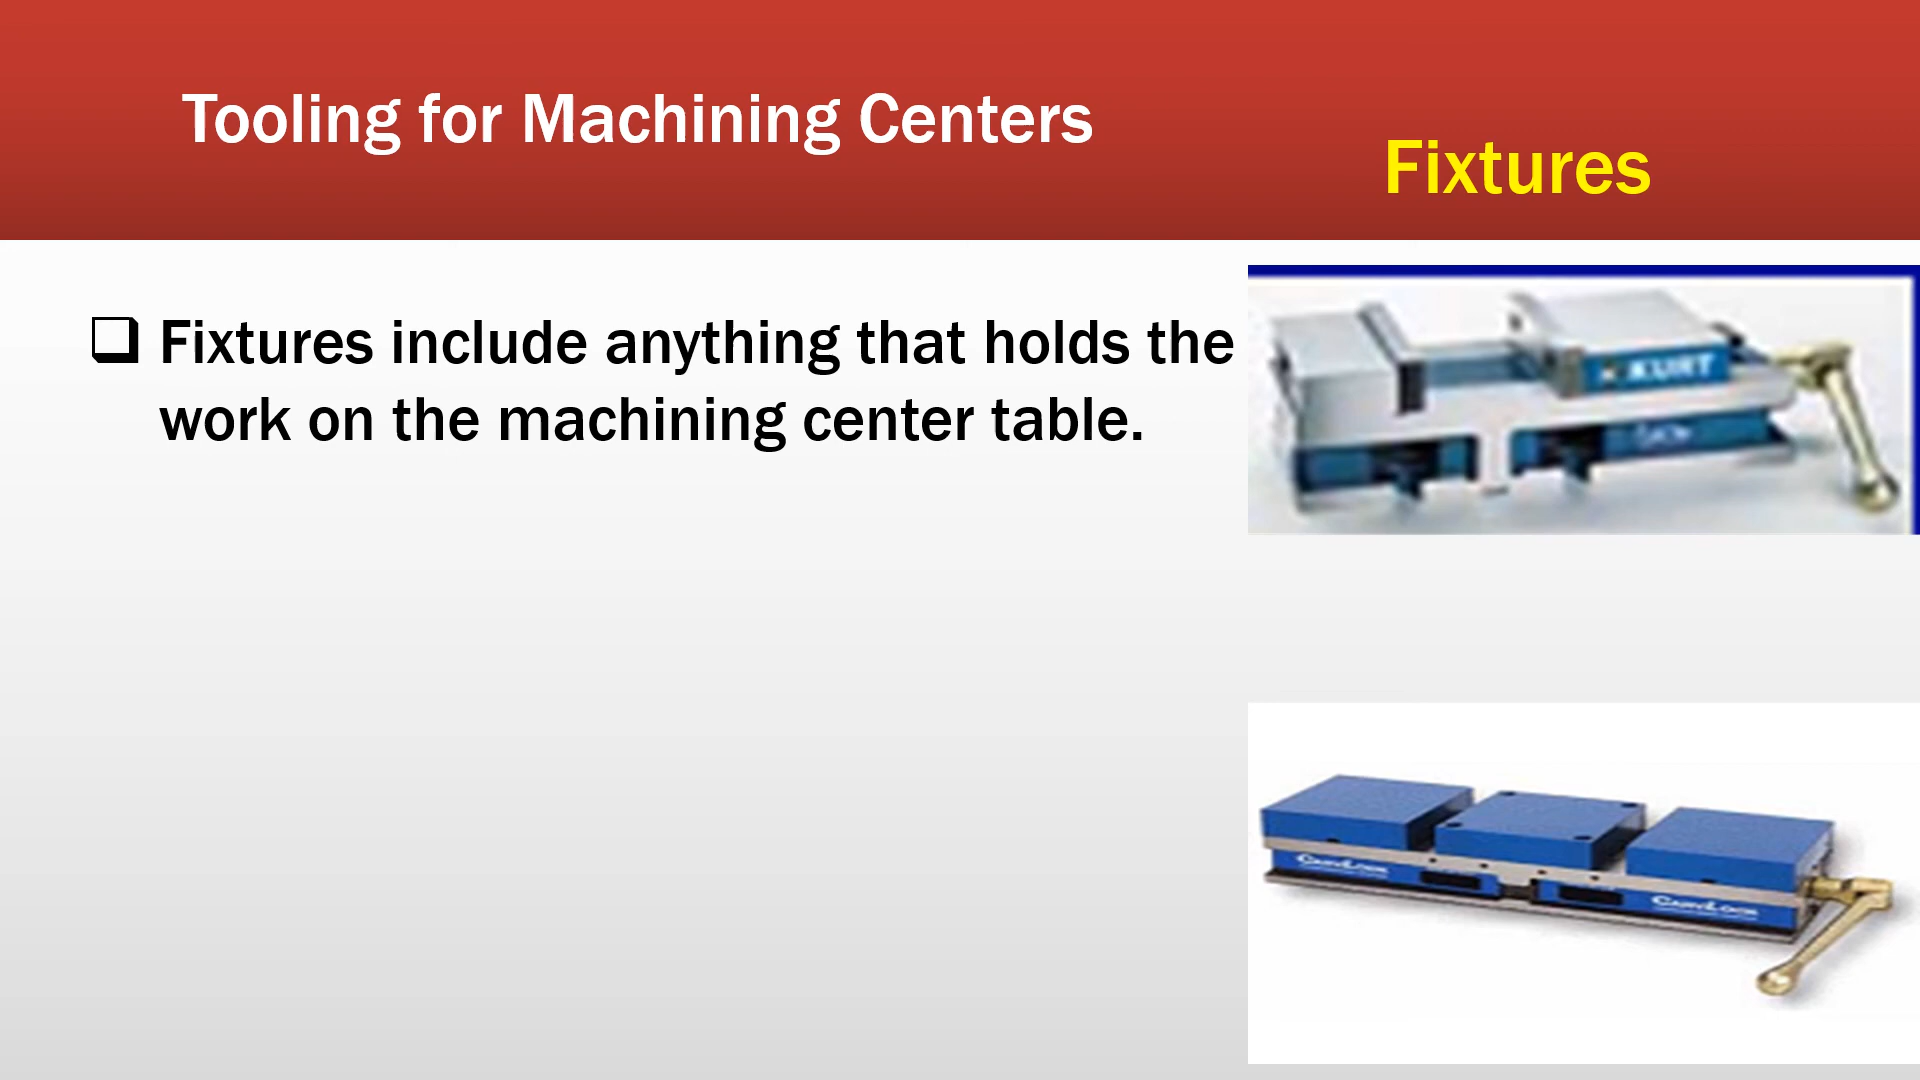 Tooling for Machining Centers
Fixtures
Fixtures include anything that holds the
work on the machining center table.
KURT